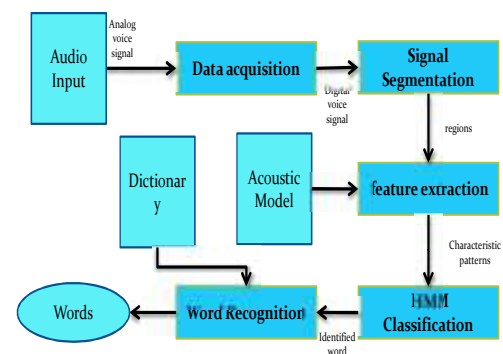 Analog
voice
signal
Audio
Input
Data acquisition
Signal
Segmentation
Digital
voice
signal
regions
Dictionar
y
Acoustic
Model
feature extraction
Characteristic
patterns
Words
Word Recognition
HMM
Classification
Identified
word